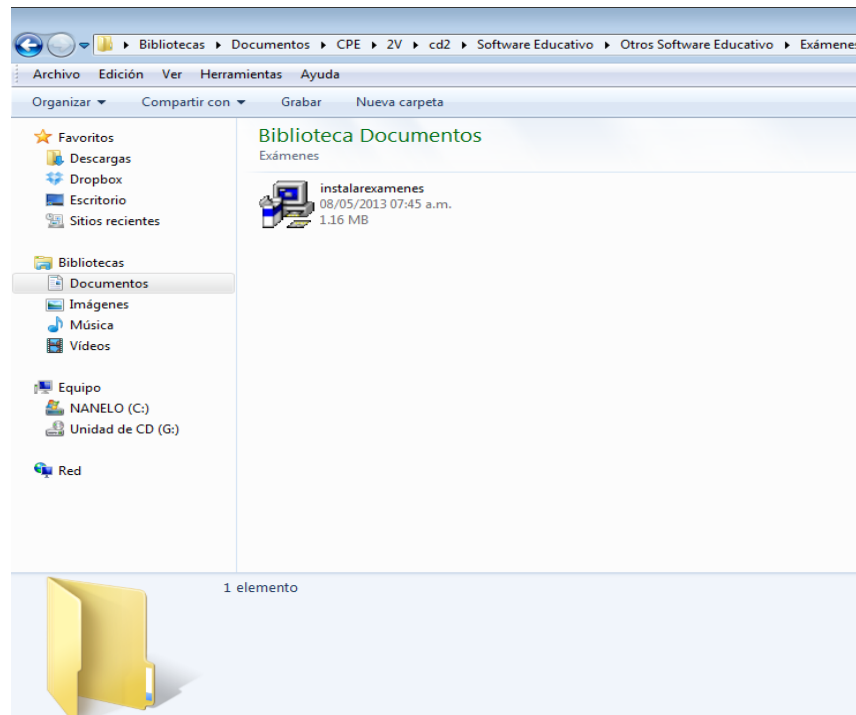 Bibliotecas ▸ Documentos ▸ CPE ▸ 2V ▸ cd2 ▸ Software Educativo ▸ Otros Software Educativo ▸ Exámenes
Archivo Edición Ver Herramientas Ayuda
Organizar Compartir con Grabar Nueva carpeta
Favoritos
Descargas
Dropbox
Escritorio
Sitios recientes
Bibliotecas
Documentos
Imágenes
Música
Vídeos
Equipo
NANELO (C:)
Unidad de CD (G:)
Red
Biblioteca Documentos
Exámenes
instalarexamenes
08/05/2013 07:45 a.m.
1.16 MB
1 elemento